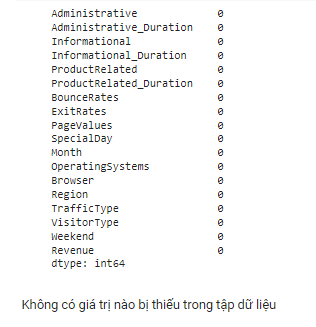 Administrative 0
Administrative_Duration 0
Informational 0
Informational_Duration 0
ProductRelated 0
ProductRelated_Duration 0
BounceRates 0
ExitRates 0
PageValues 0
SpecialDay 0
Month 0
OperatingSystems 0
Browser 0
Region 0
TrafficType 0
VisitorType 0
Weekend 0
Revenue 0
dtype: int64
Không có giá trị nào bị thiếu trong tập dữ liệu